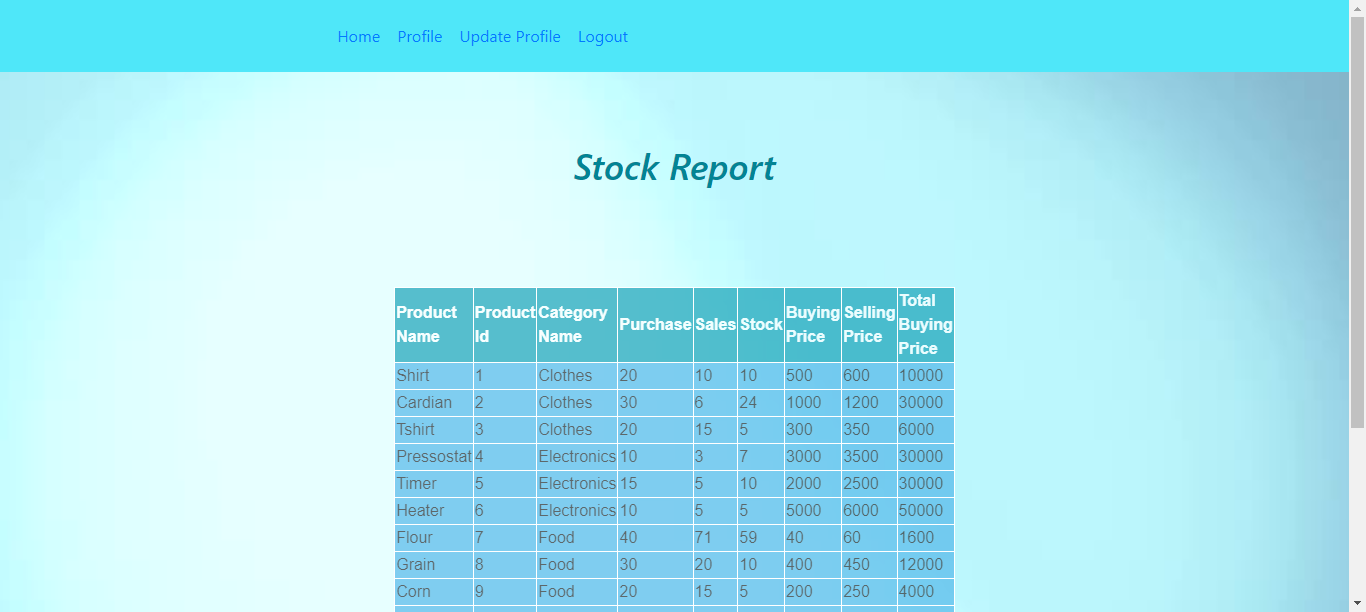 Home Profile Update Profile Logout
Stock Report
Product Name Product Id Category Name Purchase Sales Stock Buying Price Selling Price Total Buying Price
Shirt 1 Clothes 20 10 10 500 600 10000
Cardian 2 Clothes 30 6 24 1000 1200 30000
Tshirt 3 Clothes 20 15 5 300 350 6000
Pressostat 4 Electronics 10 3 7 3000 3500 30000
Timer 5 Electronics 15 5 10 2000 2500 30000
Heater 6 Electronics 10 5 5 5000 6000 50000
Flour 7 Food 40 71 59 40 60 1600
Grain 8 Food 30 20 10 400 450 12000
Corn 9 Food 20 15 5 200 250 4000